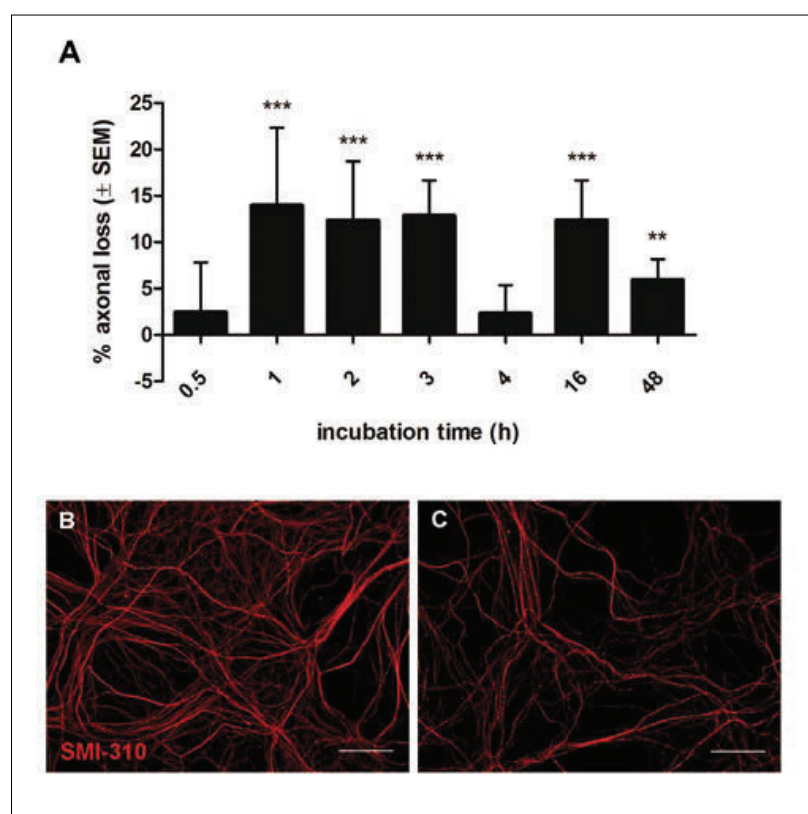 A
% axonal loss (± SEM)
25
20
15
10
5
0
-5
***
***
***
***
**
0.5 1 2 3 4 16 48
incubation time (h)
B
C
SMI-310